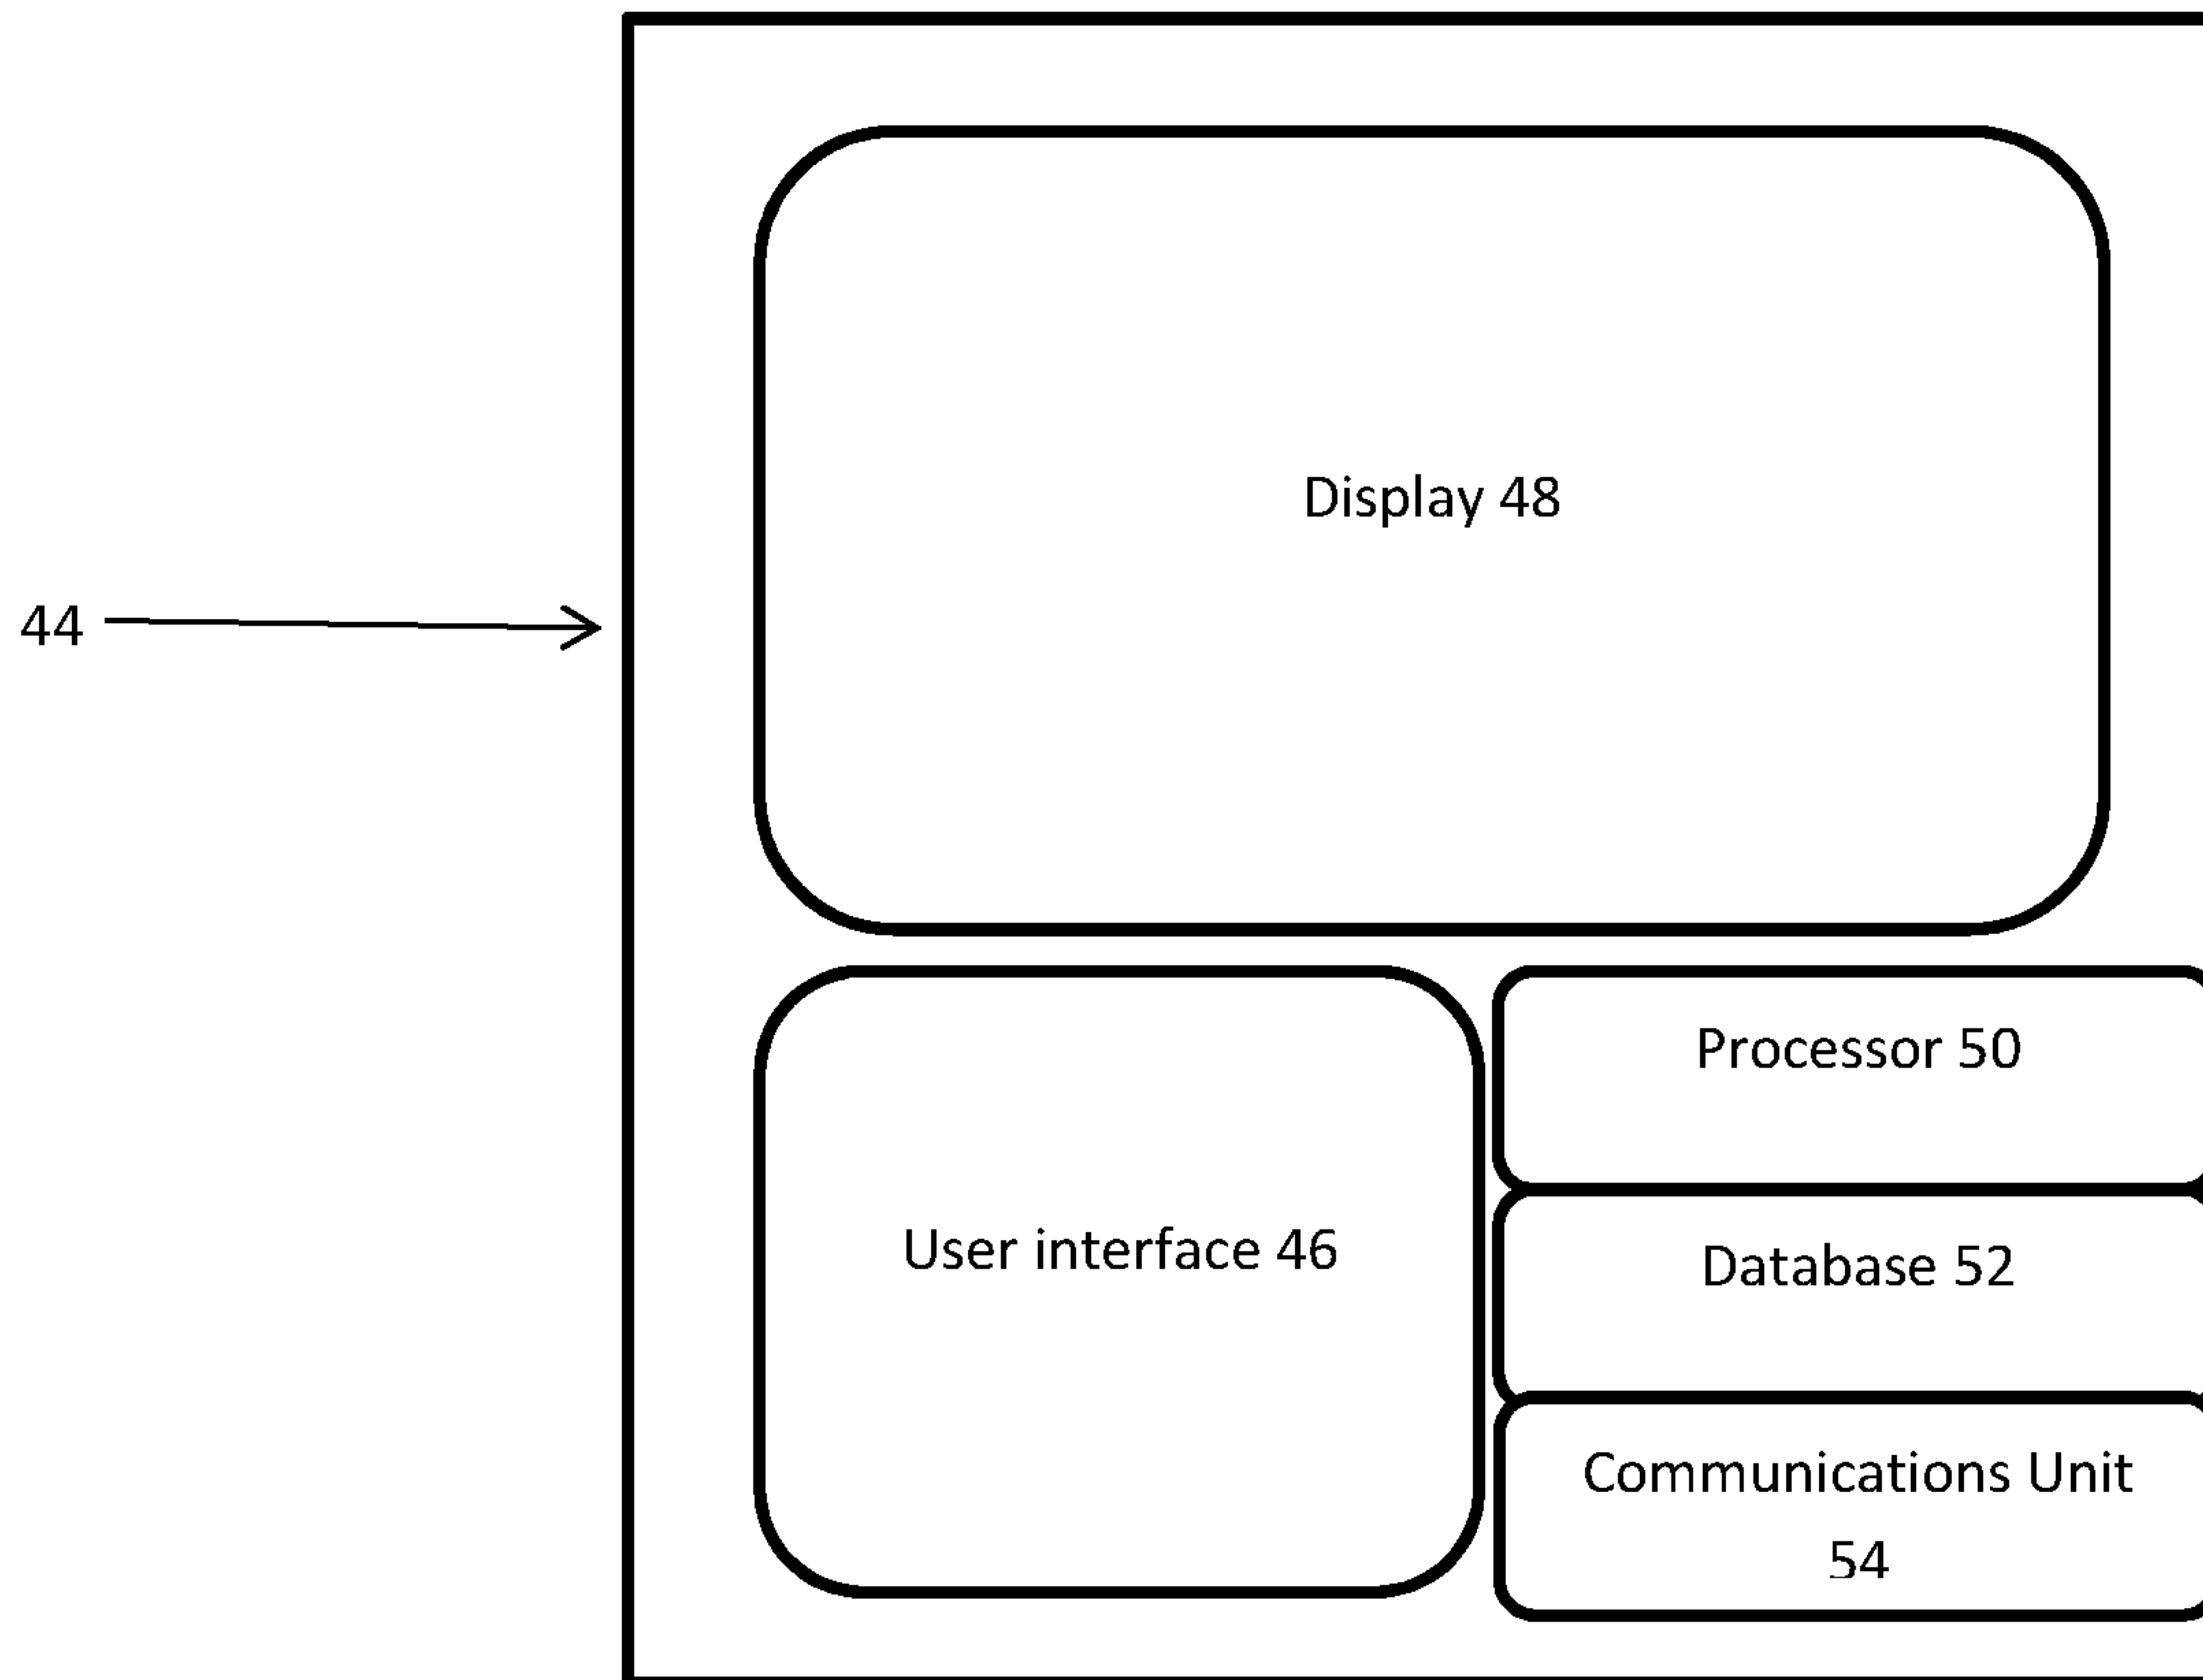 Display 48
44
Processor 50
User interface 46
Database 52
Communications Unit
54